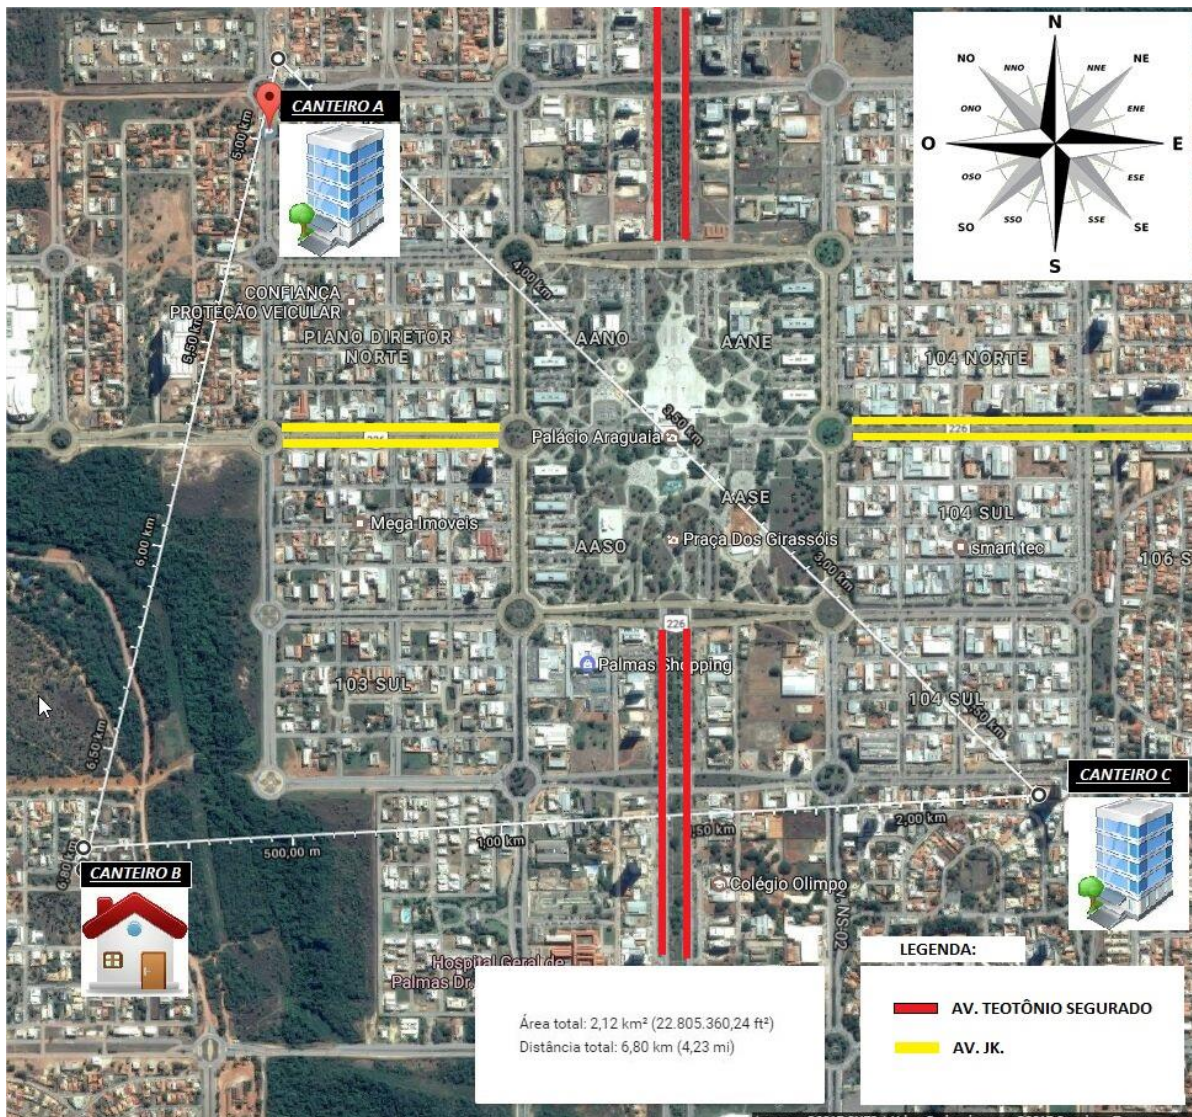 N
NO
NNO
NNE
NE
ONO
ENE
O
E
OSO
ESE
SO
SSO
SSE
SE
S
CANTEIRO A
5,00 km
4,00 km
CONFIANÇA
PROTEÇÃO VEICULAR
5,50 km
PIANO DIRETOR
NORTE
AANO
AANE
104 NORTE
3,50 km
Palácio Araguaia
226
226
AASE
Mega Imoveis
104 SUL
6,00 km
AASO
Praça Dos Girassóis
smart tec
3,00 km
106 S
226
Palmas Shopping
103 SUL
104 SUL
,50 km
6,50 km
CANTEIRO C
2,00 km
,50 km
1,00 km
500,00 m
6,80 km
CANTEIRO B
Colégio Olimpo
NS-02
LEGENDA:
Hospital Geral de
Palmas Dr.
AV. TEOTÔNIO SEGURADO
AV. JK.
Área total: 2,12 km² (22.805.360,24 ft²)
Distância total: 6,80 km (4,23 mi)